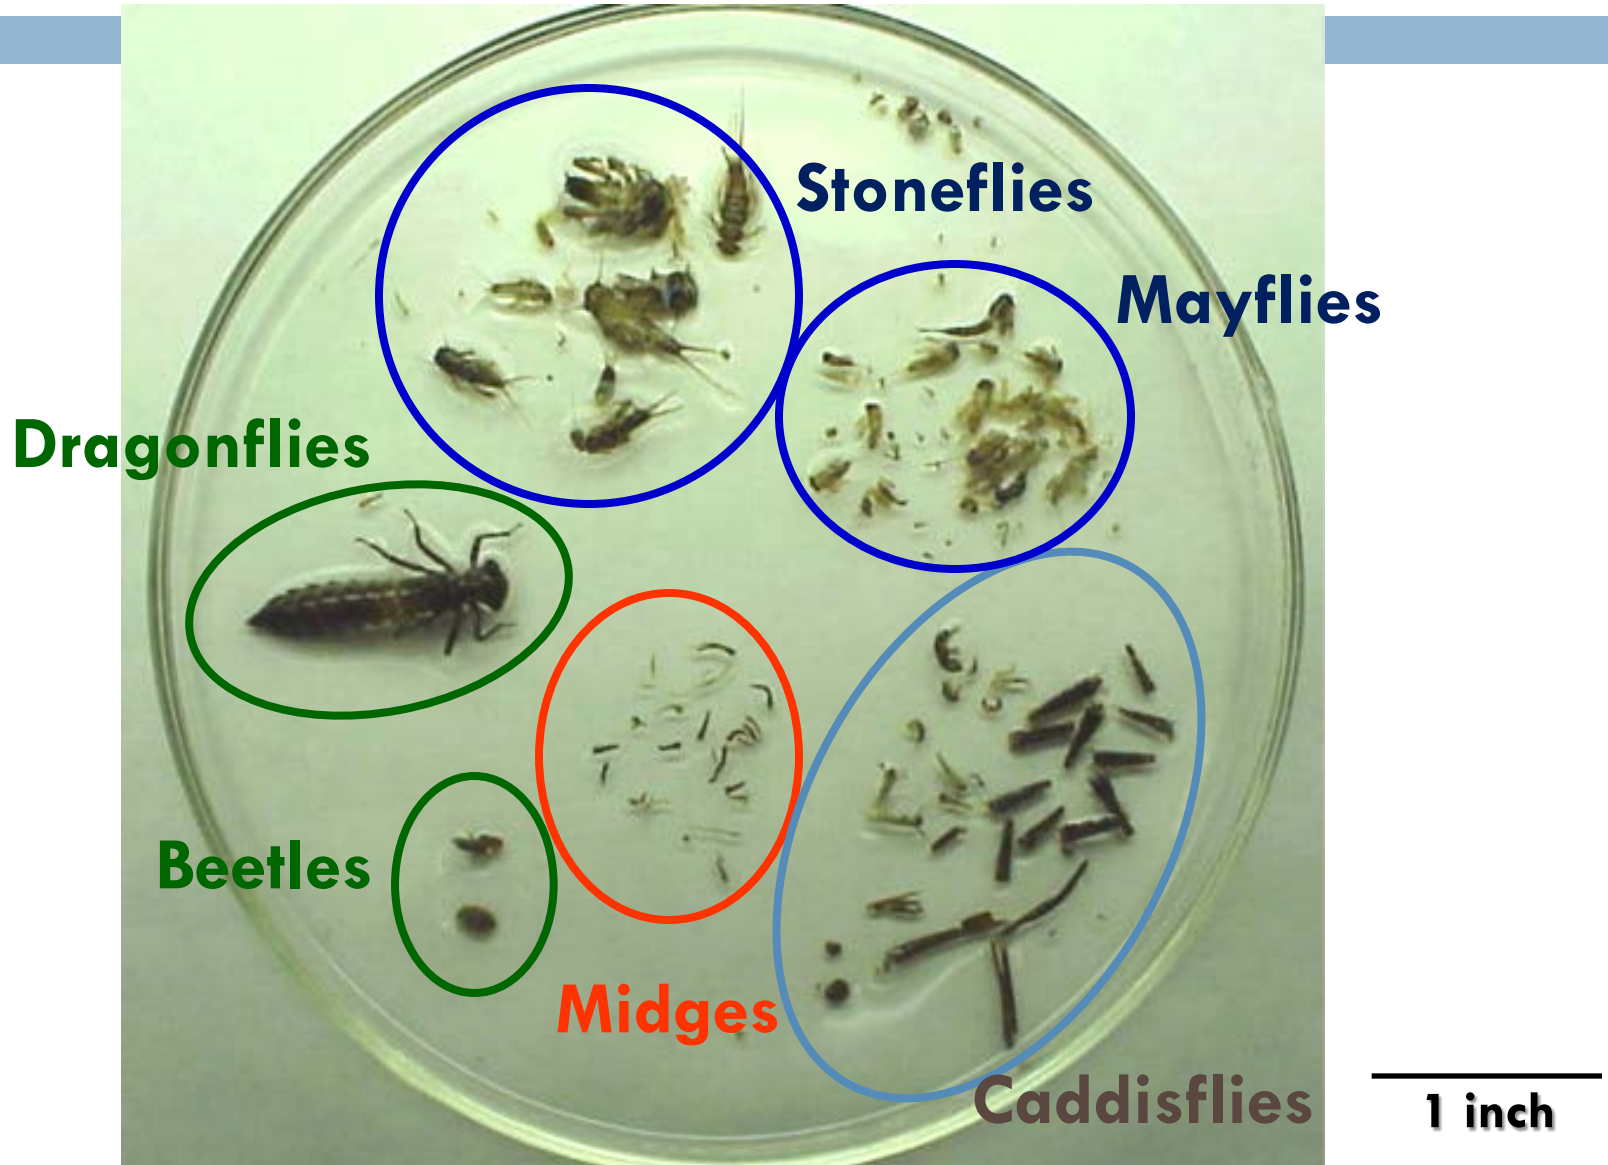 Stoneflies
Mayflies
Dragonflies
Beetles
Midges
Caddisflies
1 inch